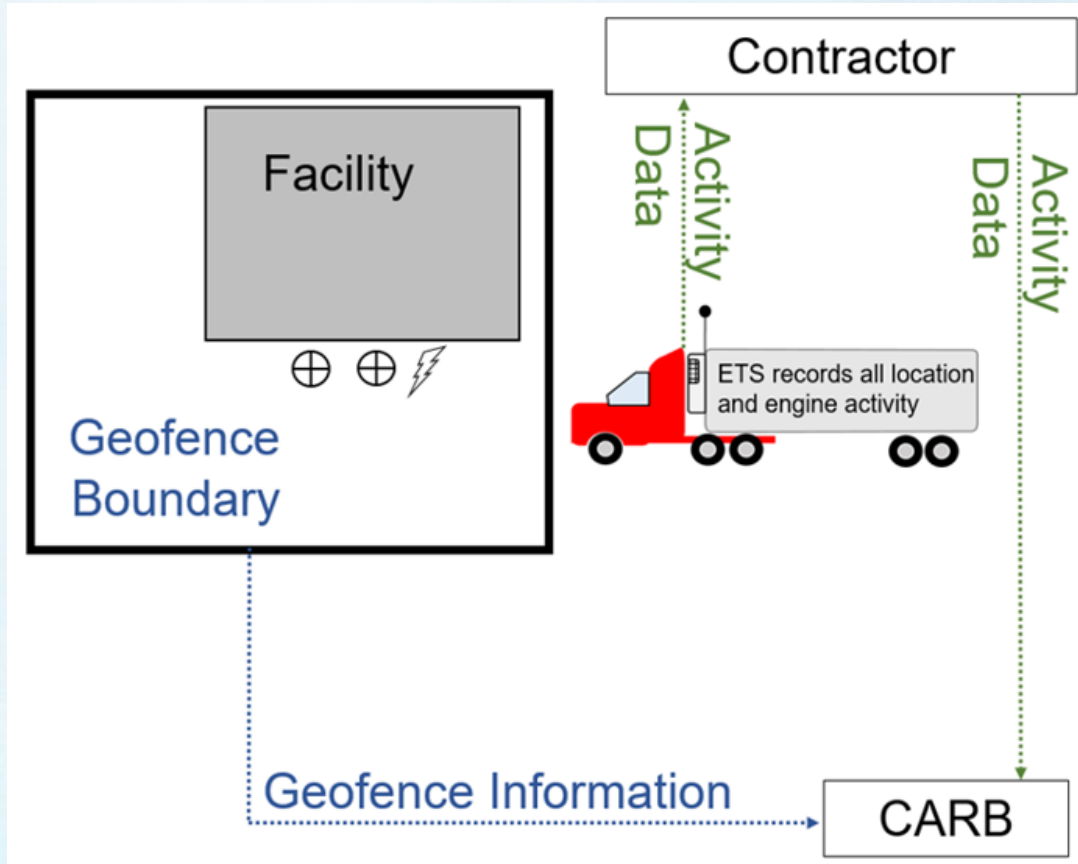 Contractor
Facility
Activity
Data
Activity
Data
ETS records all location
and engine activity
Geofence
Boundary
Geofence Information
CARB